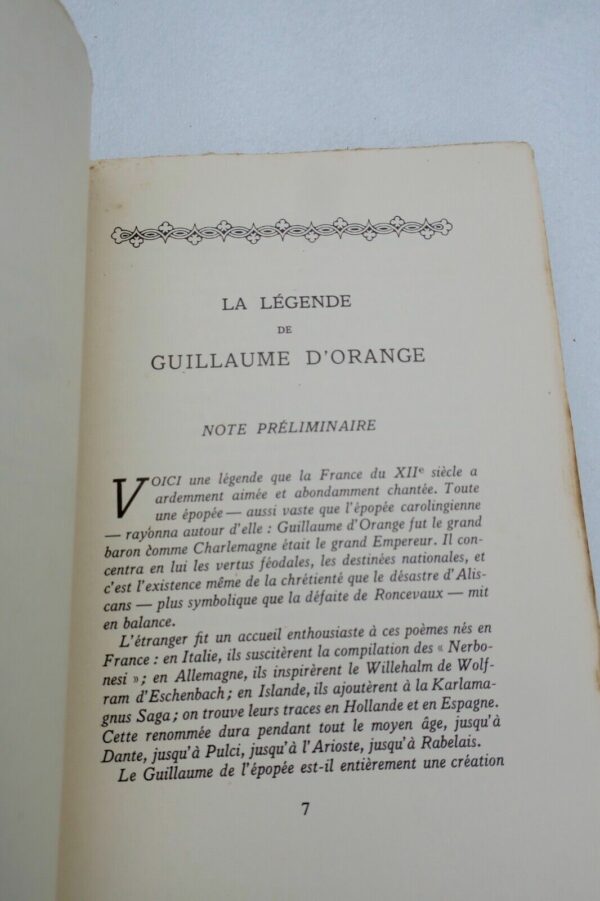 LA LÉGENDE
DE
GUILLAUME D'ORANGE
NOTE PRÉLIMINAIRE
VOICI une légende que la France du XIIe siècle a
ardemment aimée et abondamment chantée. Toute
une épopée — aussi vaste que l'épopée carolingienne
— rayonna autour d'elle : Guillaume d'Orange fut le grand
baron comme Charlemagne était le grand Empereur. Il con-
centra en lui les vertus féodales, les destinées nationales, et
c'est l'existence même de la chrétienté que le désastre d'Alis-
cans — plus symbolique que la défaite de Roncevaux — mit
en balance.
L'étranger fit un accueil enthousiaste à ces poèmes nés en
France : en Italie, ils suscitèrent la compilation des « Nerbo-
nesi » ; en Allemagne, ils inspirèrent le Willehalm de Wolf-
ram d'Eschenbach ; en Islande, ils ajoutèrent à la Karlama-
gnus Saga ; on trouve leurs traces en Hollande et en Espagne.
Cette renommée dura pendant tout le moyen âge, jusqu'à
Dante, jusqu'à Pulci, jusqu'à l'Arioste, jusqu'à Rabelais.
Le Guillaume de l'épopée est-il entièrement une création
7